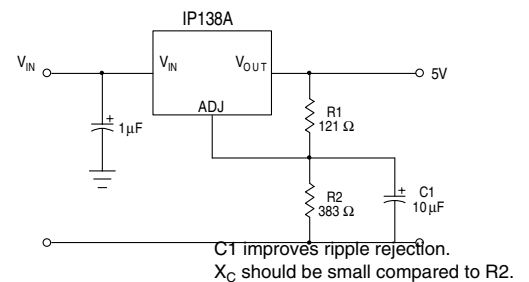 IP138A
VIN
VIN
VOUT
5V
ADJ
+
1µF
R1
121 Ω
R2
383 Ω
+
C1
10µF
C1 improves ripple rejection.
XC should be small compared to R2.